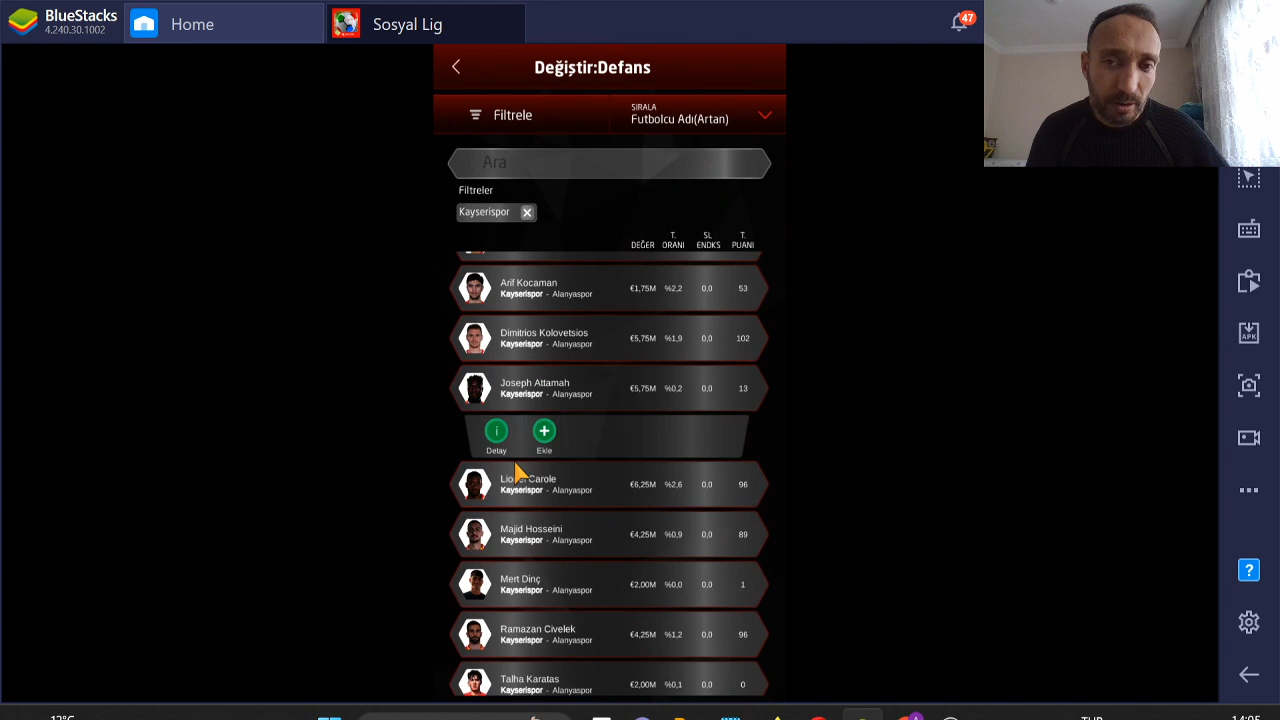 BlueStacks
4.240.30.1002
Home
Sosyal Lig
47
Değiştir:Defans
Filtrele
SIRALA
Futbolcu Adı(Artan)
Ara
Filtreler
Kayserispor
DEĞER T. ORANI SL ENDKS T. PUANI
Arif Kocaman
Kayserispor - Alanyaspor €1,75M %2,2 0,0 53
Dimitrios Kolovetsios
Kayserispor - Alanyaspor €5,75M %1,9 0,0 102
Joseph Attamah
Kayserispor - Alanyaspor €5,75M %0,2 0,0 13
Detay Ekle
Carole
Kayserispor - Alanyaspor €6,25M %2,6 0,0 96
Majid Hosseini
Kayserispor - Alanyaspor €4,25M %0,9 0,0 89
Mert Dinç
Kayserispor - Alanyaspor €2,00M %0,0 0,0 1
Ramazan Civelek
Kayserispor - Alanyaspor €4,25M %1,2 0,0 96
Talha Karatas
Kayserispor - Alanyaspor €2,00M %0,1 0,0 0
APK